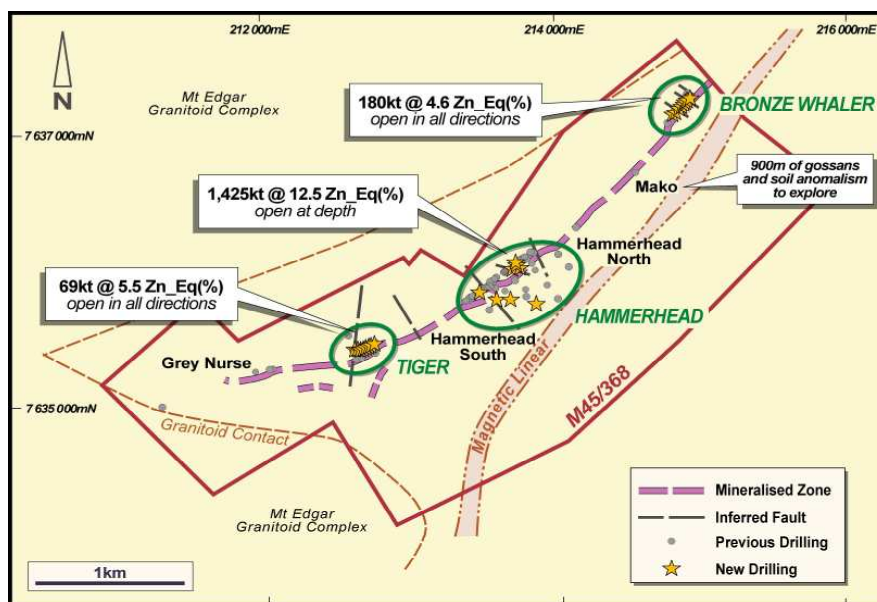 212 000mE
214 000mE
216 000mE
N
Mt Edgar
Granitoid Complex
180kt @ 4.6 Zn_Eq(%)
open in all directions
BRONZE WHALER
7 637 000mN
Mako
900m of gossans
and soil anomalism
to explore
1,425kt @ 12.5 Zn_Eq(%)
open at depth
Hammerhead
North
69kt @ 5.5 Zn_Eq(%)
open in all directions
HAMMERHEAD
Hammerhead
South
Grey Nurse
TIGER
Magnetic Linear
M45/368
7 635 000mN
Granitoid Contact
Mt Edgar
Granitoid Complex
Mineralised Zone
Inferred Fault
Previous Drilling
New Drilling
1km